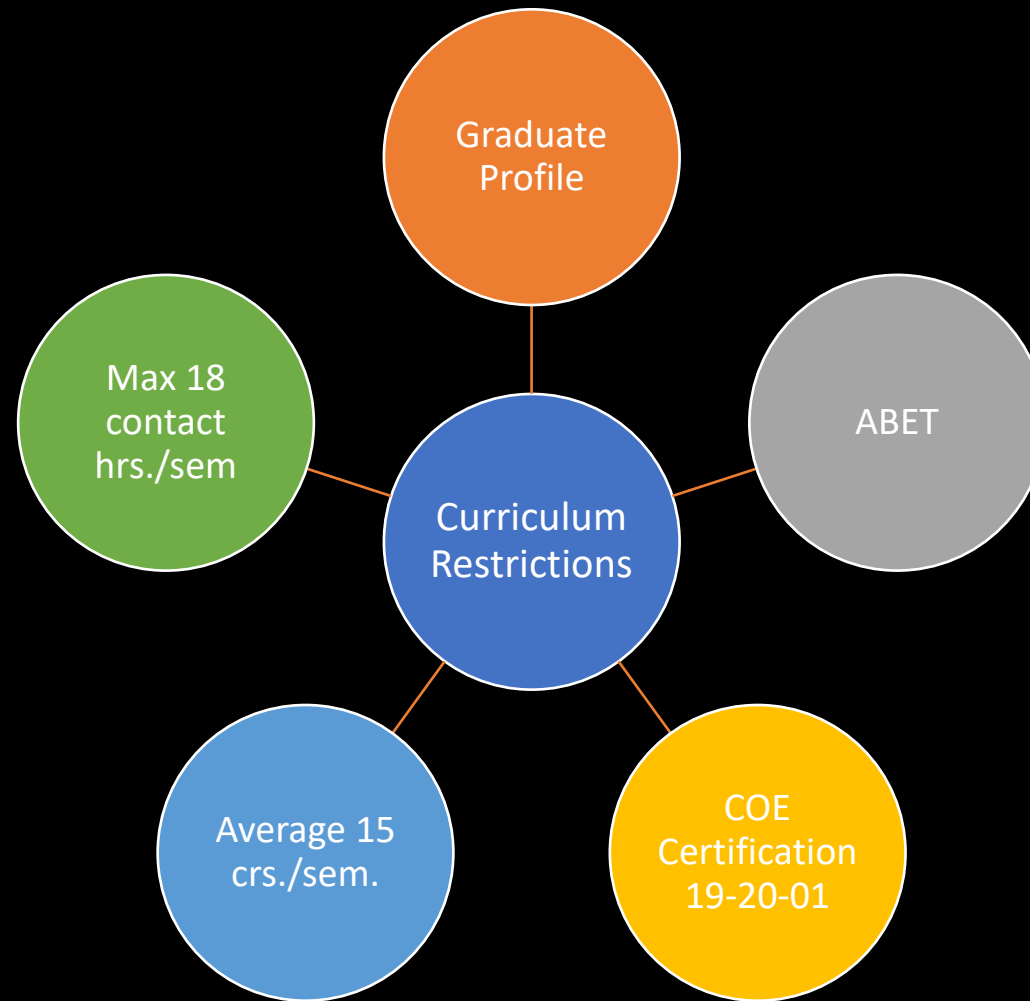 Graduate
Profile
Max 18
contact
hrs./sem
ABET
Curriculum
Restrictions
Average 15
crs./sem.
COE
Certification
19-20-01